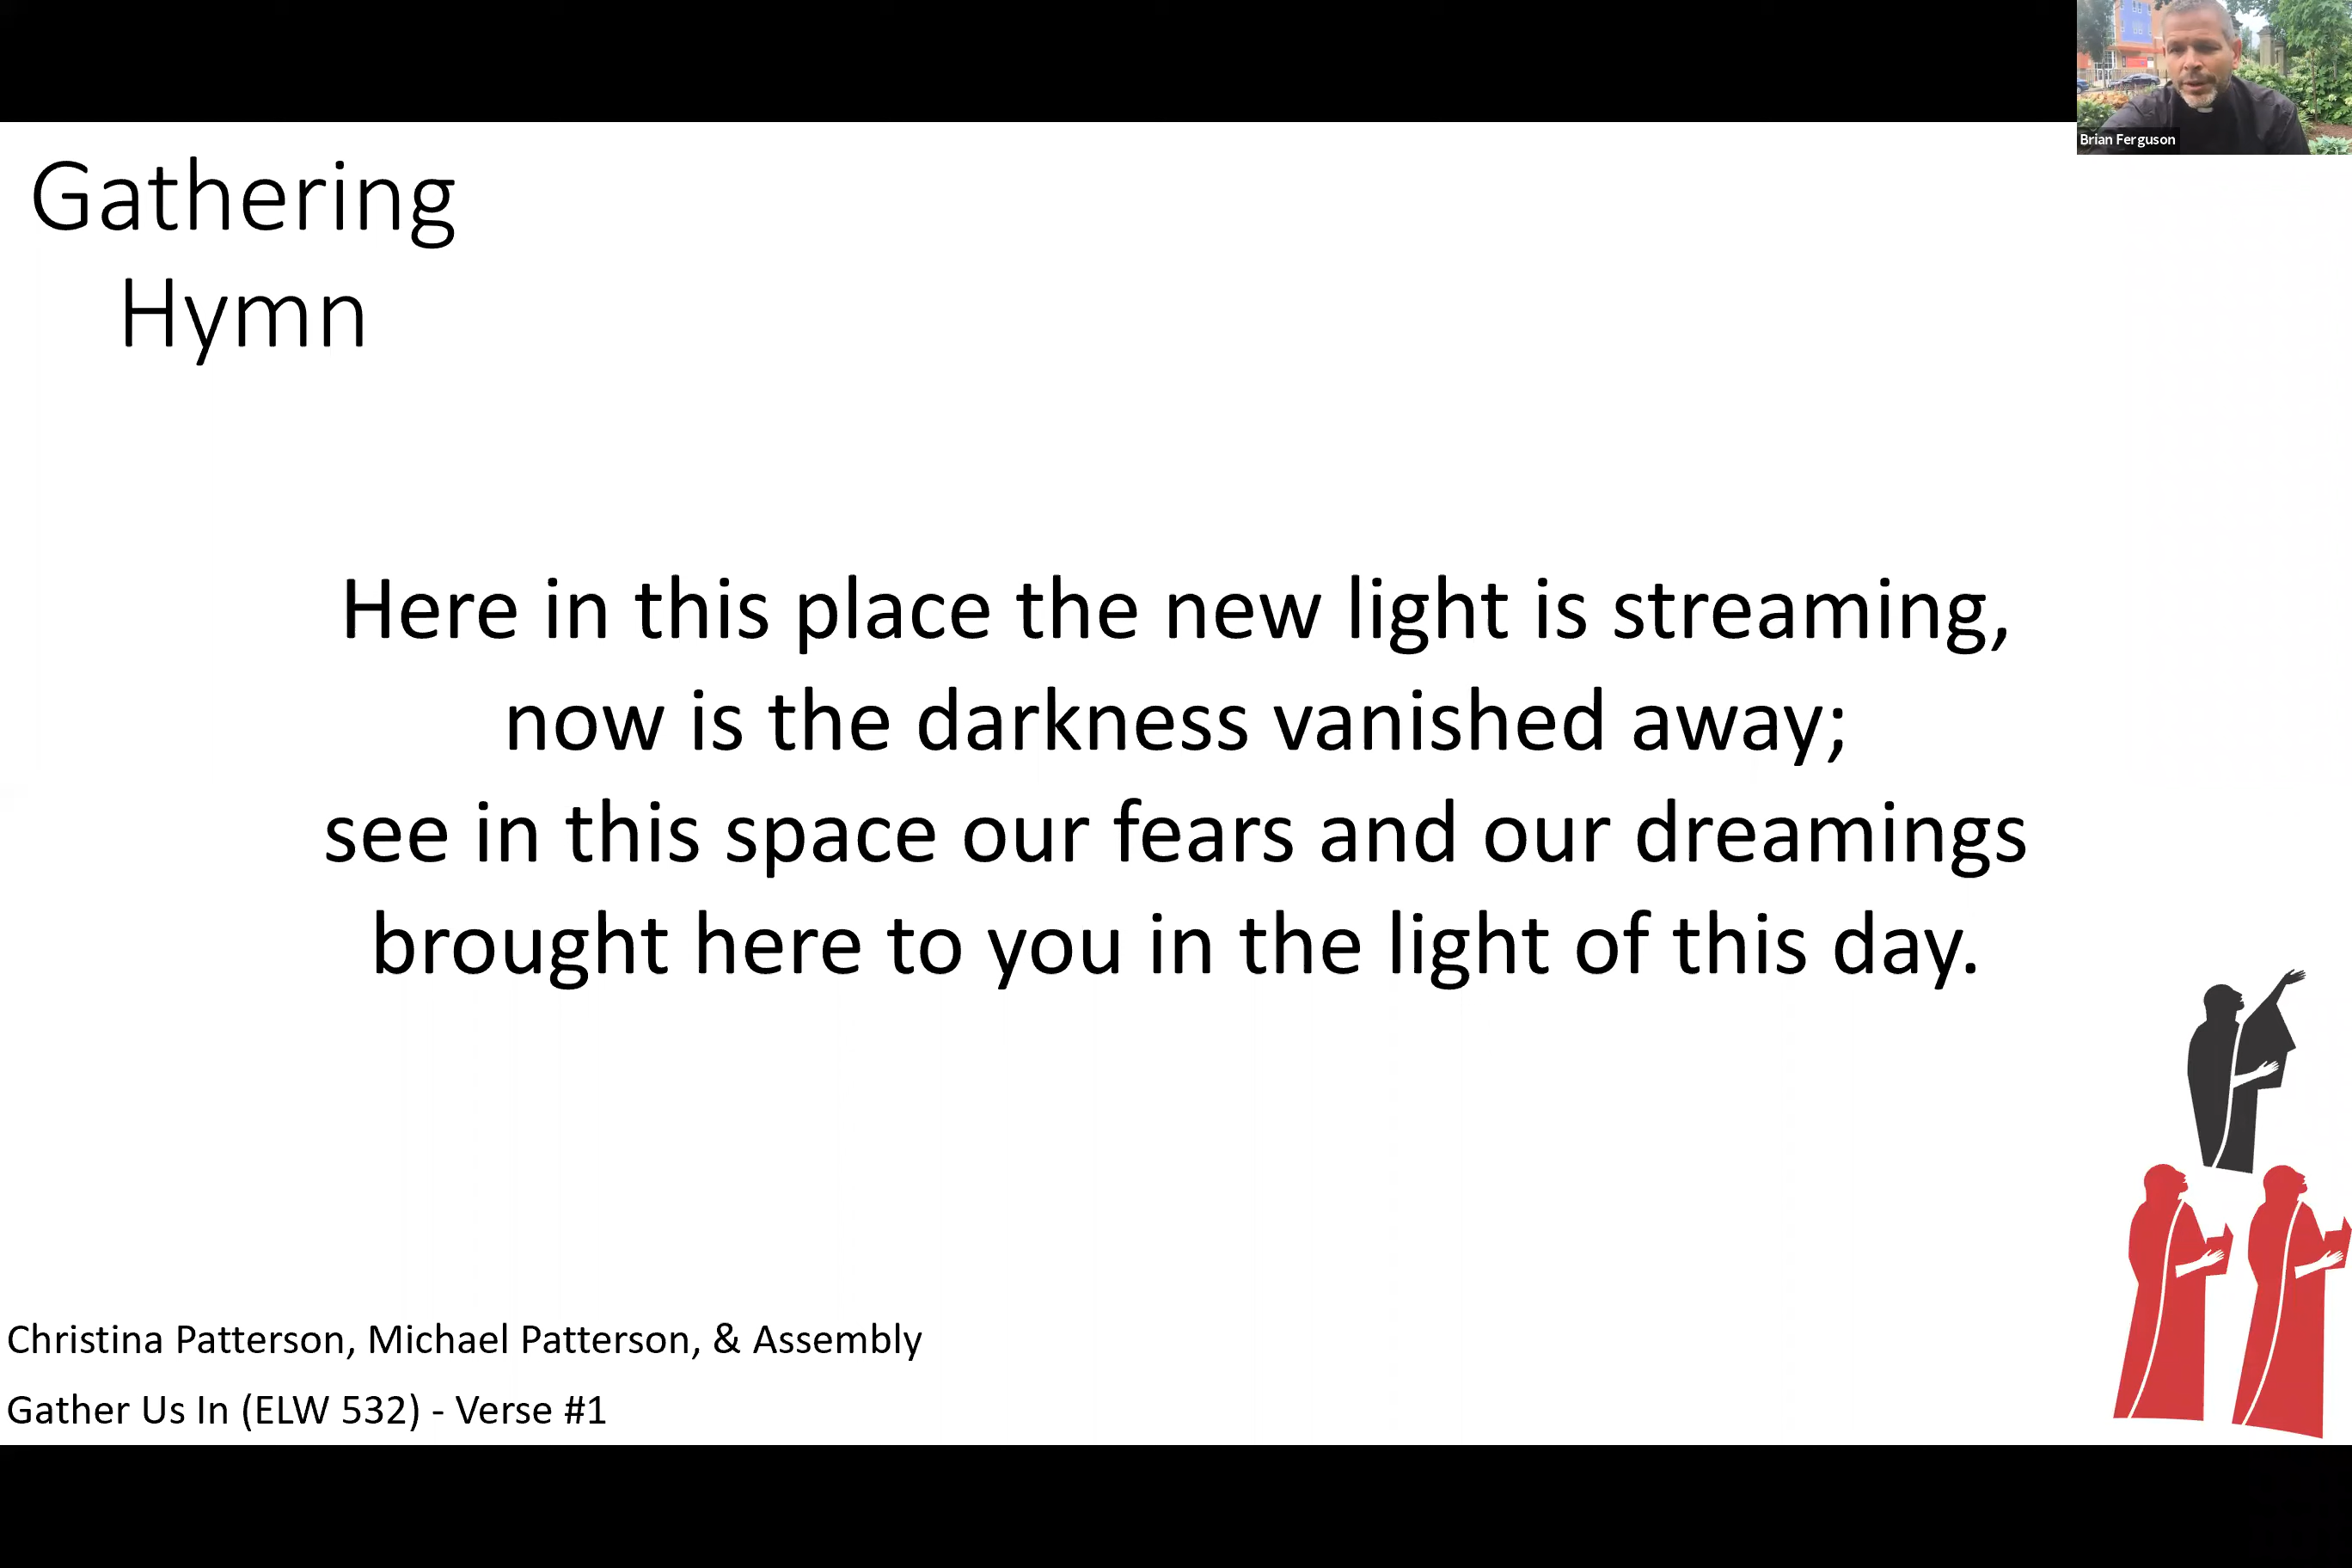 Brian Ferguson
Gathering
Hymn
Here in this place the new light is streaming,
now is the darkness vanished away;
see in this space our fears and our dreamings
brought here to you in the light of this day.
Christina Patterson, Michael Patterson, & Assembly
Gather Us In (ELW 532) - Verse #1